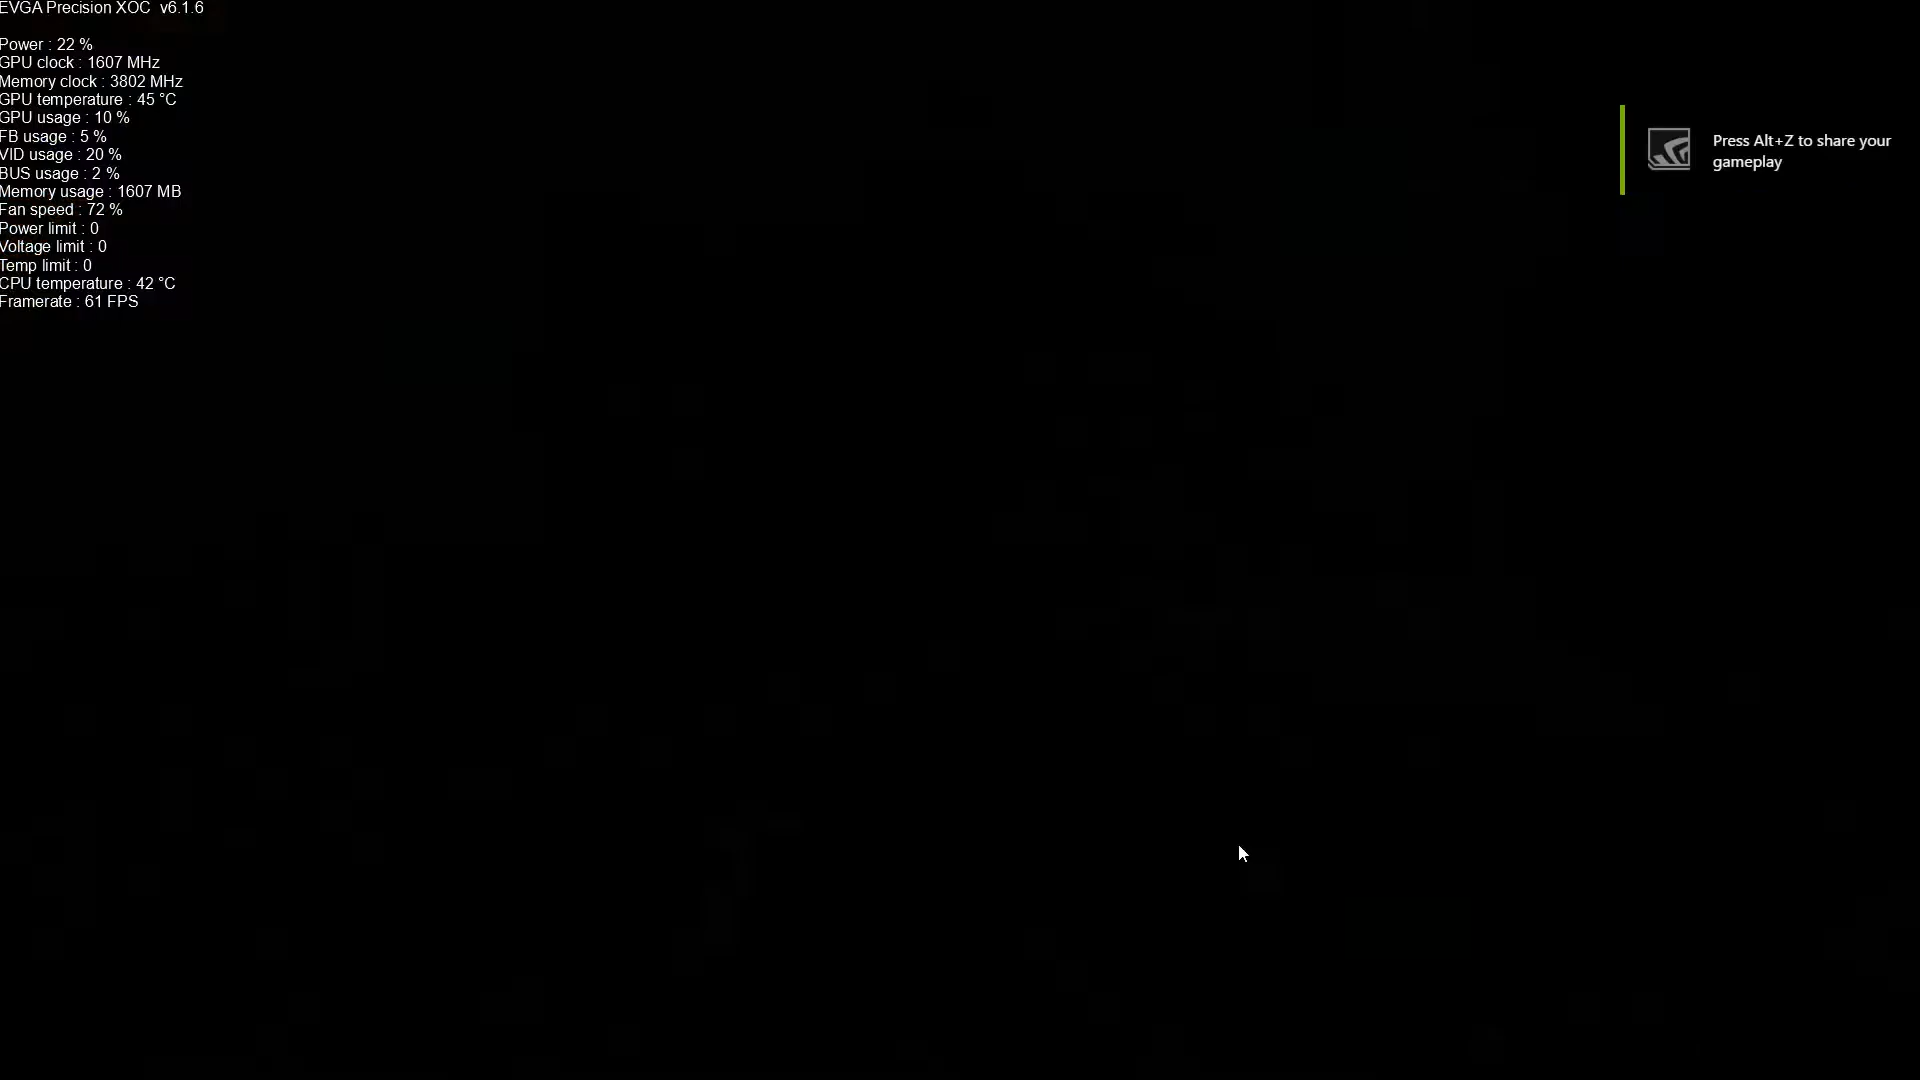 EVGA Precision XOC v6.1.6
Power : 22 %
GPU clock : 1607 MHz
Memory clock : 3802 MHz
GPU temperature : 45 °C
GPU usage : 10 %
FB usage : 5 %
VID usage : 20 %
BUS usage : 2 %
Memory usage : 1607 MB
Fan speed : 72 %
Power limit : 0
Voltage limit : 0
Temp limit : 0
CPU temperature : 42 °C
Framerate : 61 FPS
Press Alt+Z to share your
gameplay